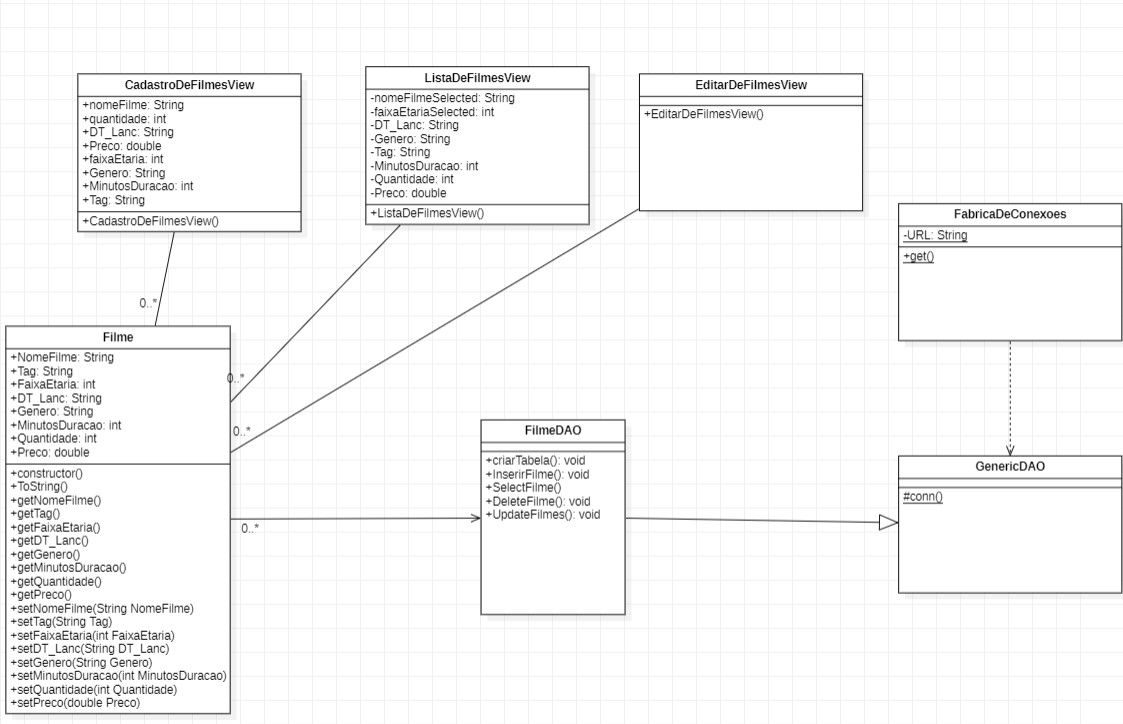 CadastroDeFilmesView
+nomeFilme: String
+quantidade: int
+DT_Lanc: String
+Preco: double
+faixaEtaria: int
+Genero: String
+MinutosDuracao: int
+Tag: String
+CadastroDeFilmesView()
ListaDeFilmesView
-nomeFilmeSelected: String
-faixaEtariaSelected: int
-DT_Lanc: String
-Genero: String
-Tag: String
-MinutosDuracao: int
-Quantidade: int
-Preco: double
+ListaDeFilmesView()
EditarDeFilmesView
+EditarDeFilmesView()
FabricaDeConexoes
-URL: String
+get()
0..*
0..*
0..*
0..*
Filme
+NomeFilme: String
+Tag: String
+FaixaEtaria: int
+DT_Lanc: String
+Genero: String
+MinutosDuracao: int
+Quantidade: int
+Preco: double
+constructor()
+ToString()
+getNomeFilme()
+getTag()
+getFaixaEtaria()
+getDT_Lanc()
+getGenero()
+getMinutosDuracao()
+getQuantidade()
+getPreco()
+setNomeFilme(String NomeFilme)
+setTag(String Tag)
+setFaixaEtaria(int FaixaEtaria)
+setDT_Lanc(String DT_Lanc)
+setGenero(String Genero)
+setMinutosDuracao(int MinutosDuracao)
+setQuantidade(int Quantidade)
+setPreco(double Preco)
FilmeDAO
+criarTabela(): void
+InserirFilme(): void
+SelectFilme()
+DeleteFilme(): void
+UpdateFilmes(): void
GenericDAO
#conn()